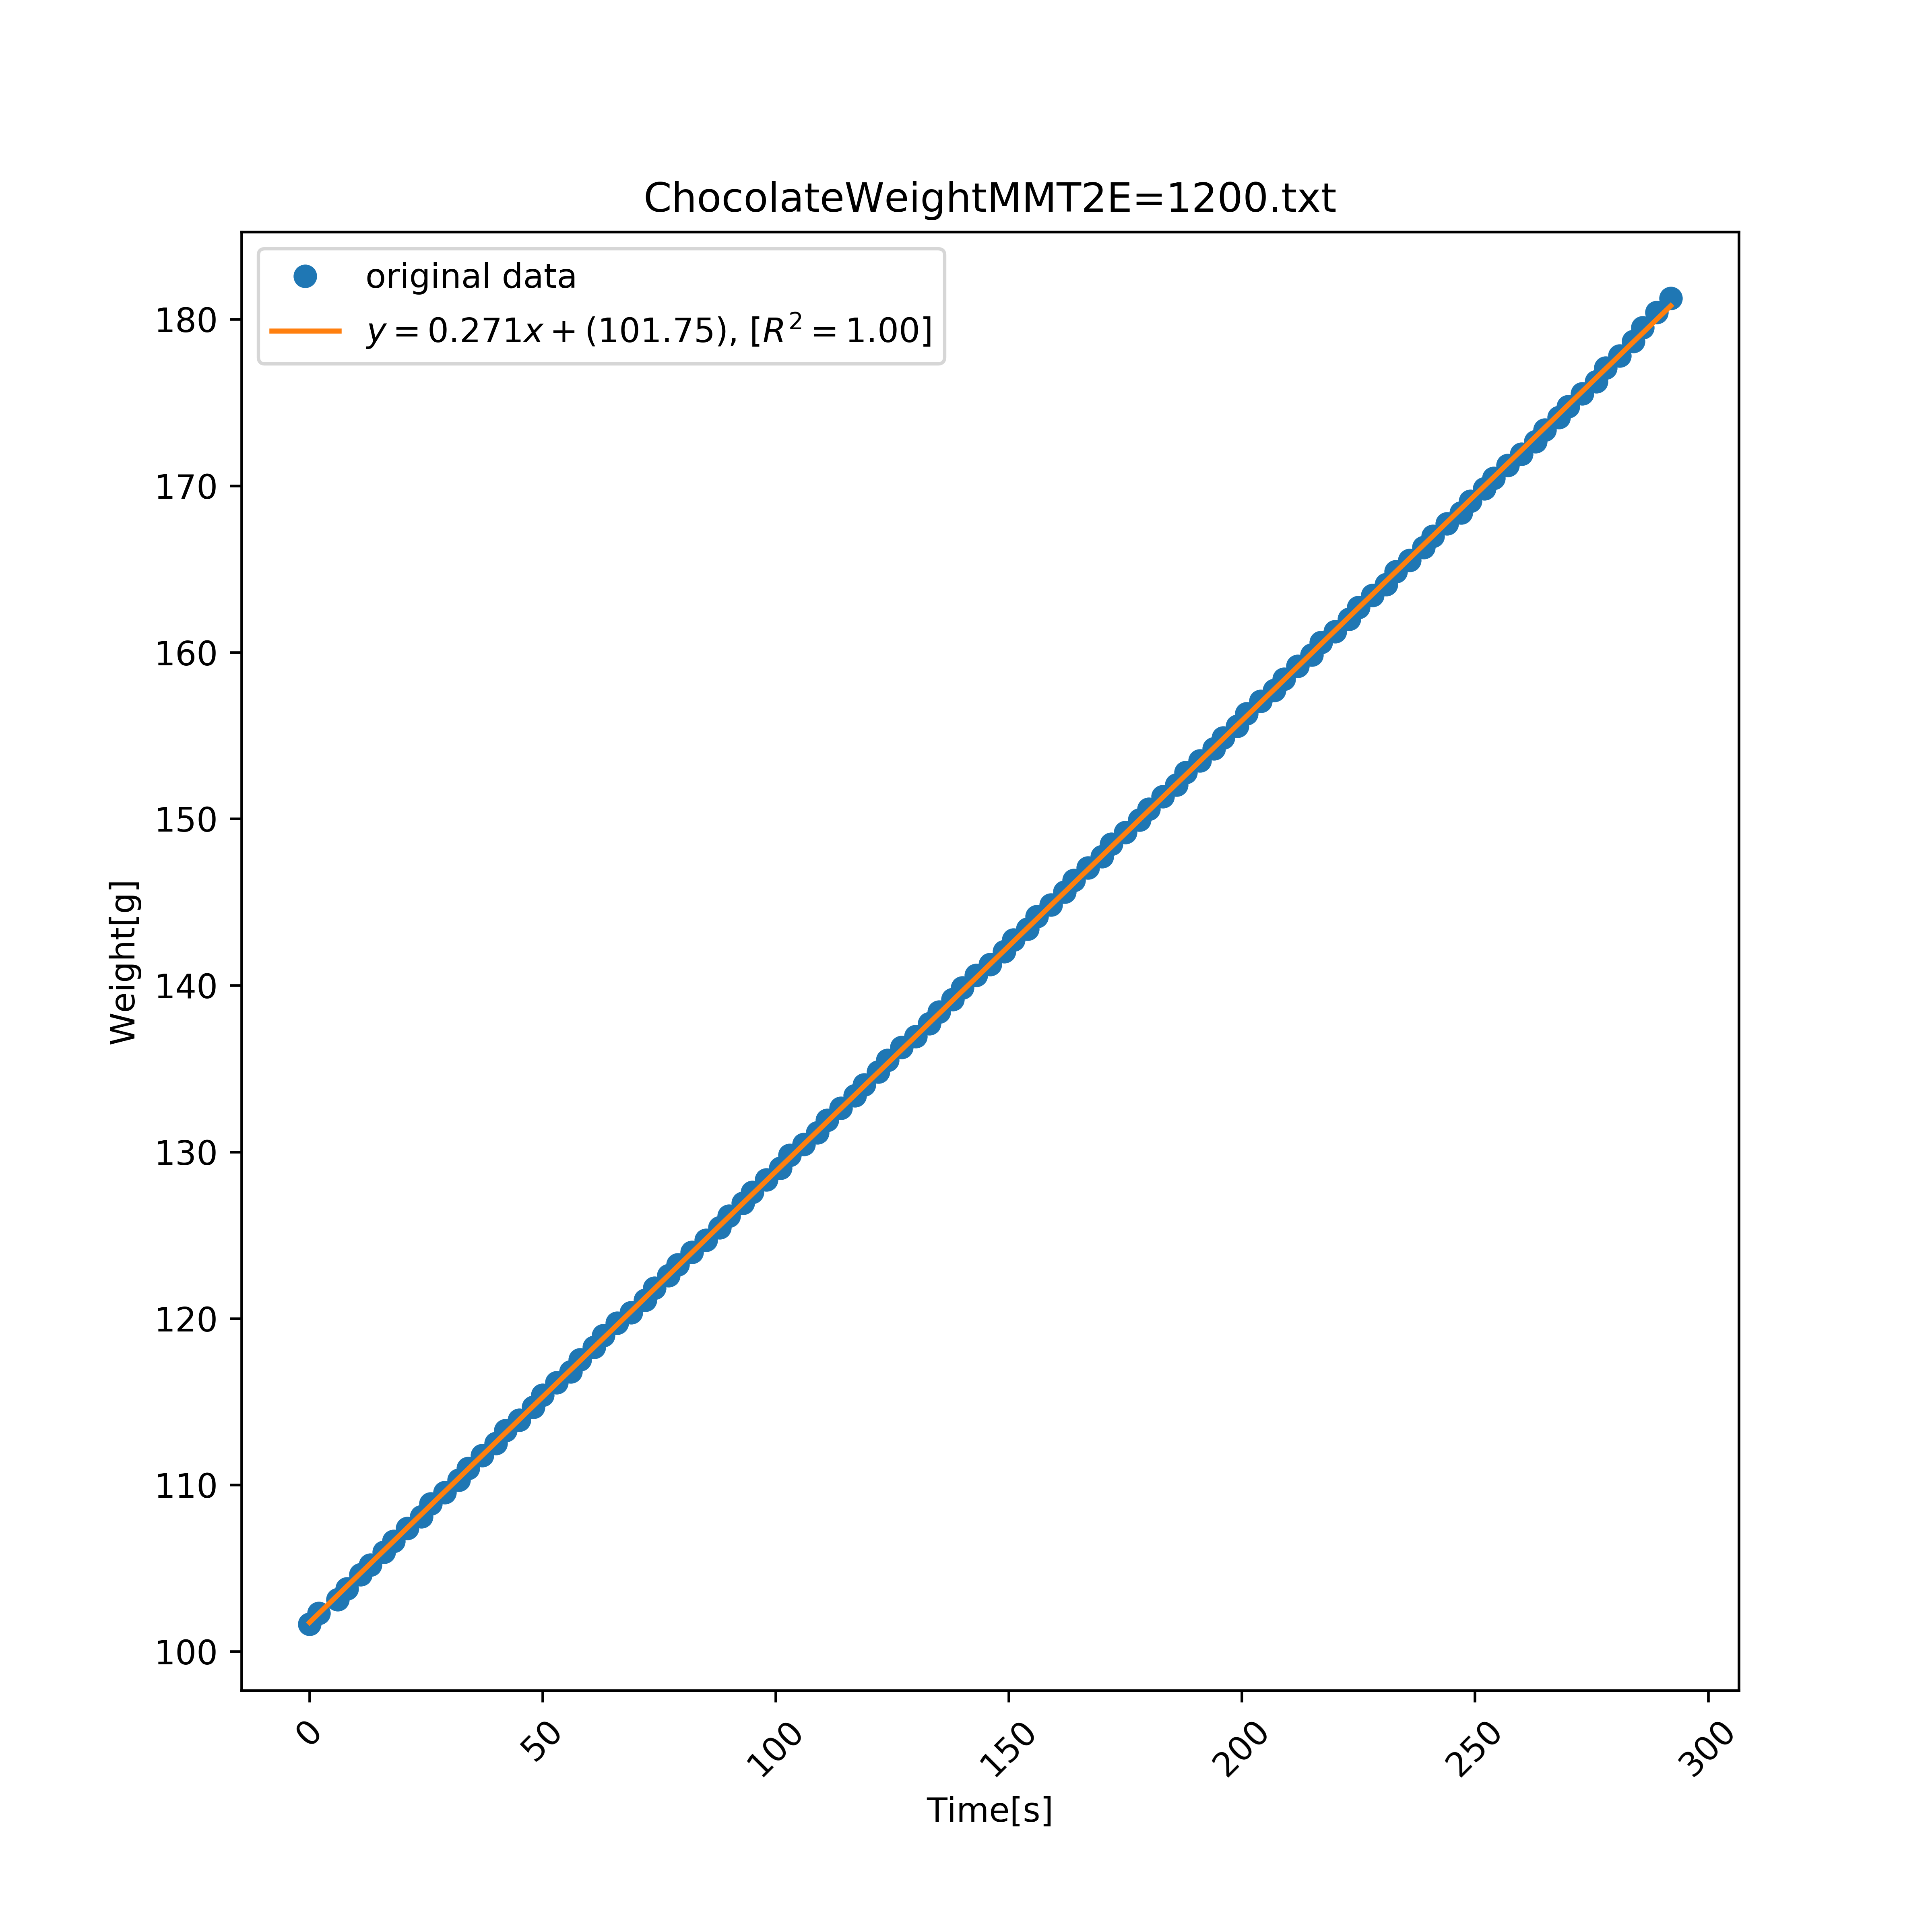 ChocolateWeightMMT2E=1200.txt
original data
y = 0.271x + (101.75), [R² = 1.00]
180
170
160
150
140
130
120
110
100
Weight[g]
0 50 100 150 200 250 300
Time[s]